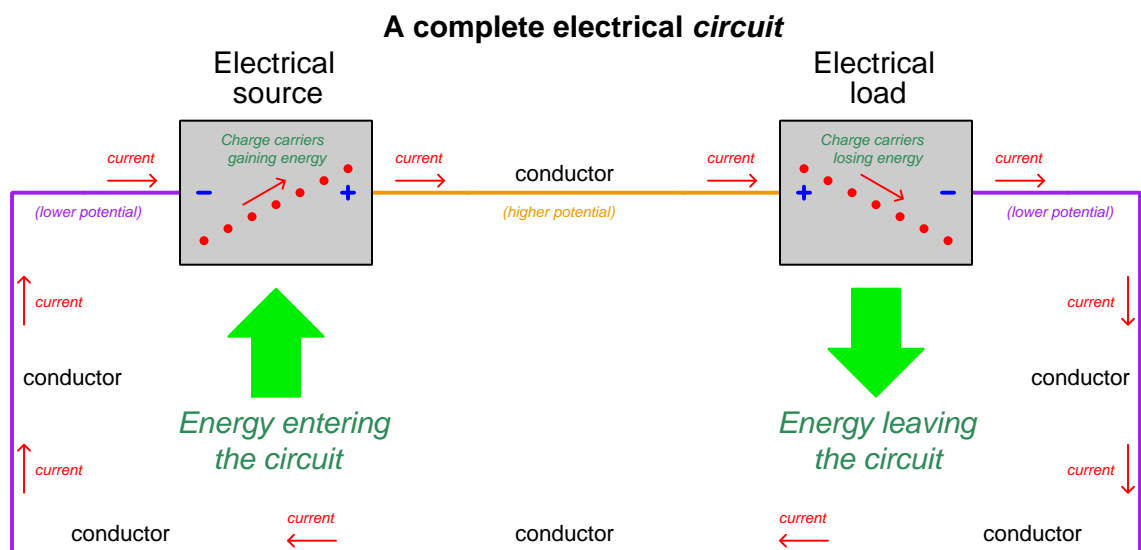 A complete electrical circuit
Electrical
source
Electrical
load
Charge carriers
gaining energy
Charge carriers
losing energy
current
current
conductor
current
current
−
+
+
−
(lower potential)
(higher potential)
(lower potential)
current
current
conductor
conductor
Energy entering
the circuit
Energy leaving
the circuit
current
current
conductor
current
conductor
current
conductor